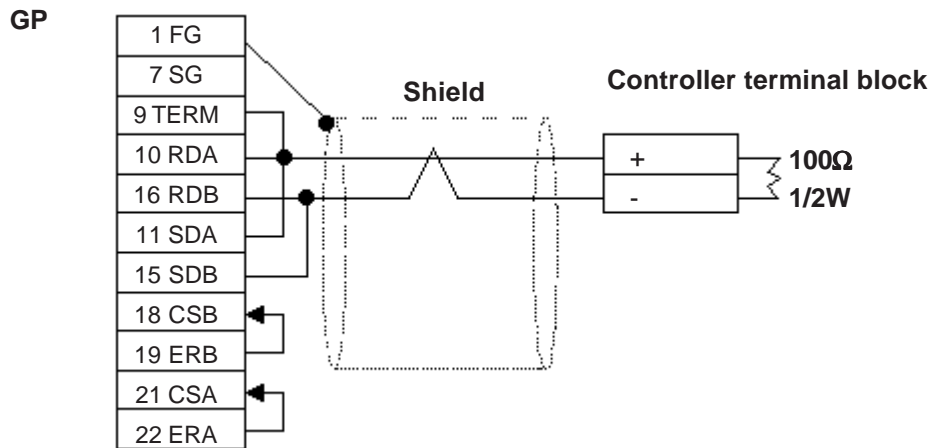 GP
1 FG
7 SG
9 TERM
10 RDA
16 RDB
11 SDA
15 SDB
18 CSB
19 ERB
21 CSA
22 ERA
Shield
Controller terminal block
+
-
100Ω
1/2W